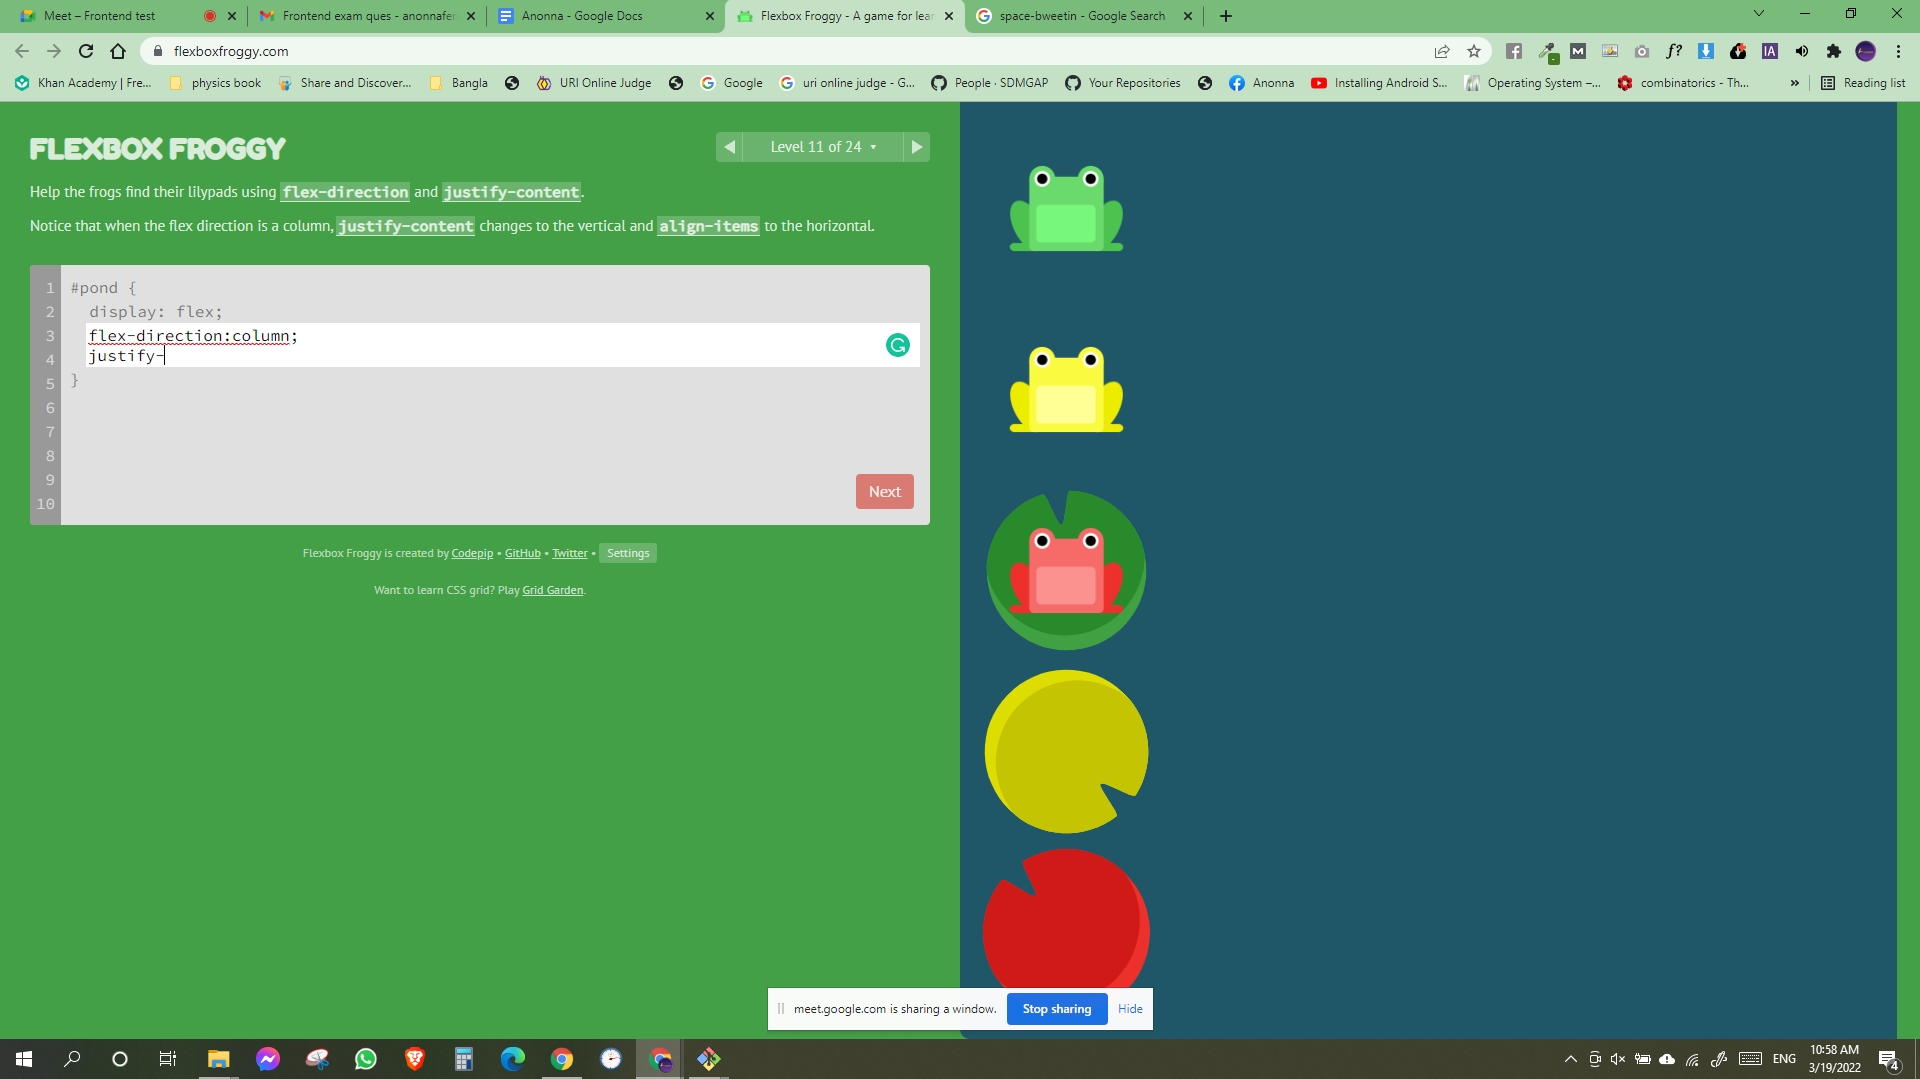 Meet – Frontend test
Frontend exam ques - anonnafer
Anonna - Google Docs
Flexbox Froggy - A game for lear
space-bweetin - Google Search
flexboxfroggy.com
Khan Academy | Fre...
physics book
Share and Discover...
Bangla
URI Online Judge
Google
uri online judge - G...
People · SDMGAP
Your Repositories
Anonna
Installing Android S...
Operating System –...
combinatorics - Th...
»
Reading list
FLEXBOX FROGGY
Level 11 of 24
Help the frogs find their lilypads using flex-direction and justify-content.
Notice that when the flex direction is a column, justify-content changes to the vertical and align-items to the horizontal.
1 #pond {
2 display: flex;
3 flex-direction:column;
4 justify-
5 }
6
7
8
9
10
Next
Flexbox Froggy is created by Codepip • GitHub • Twitter • Settings
Want to learn CSS grid? Play Grid Garden.
meet.google.com is sharing a window.
Stop sharing
Hide
ENG
10:58 AM
3/19/2022
4